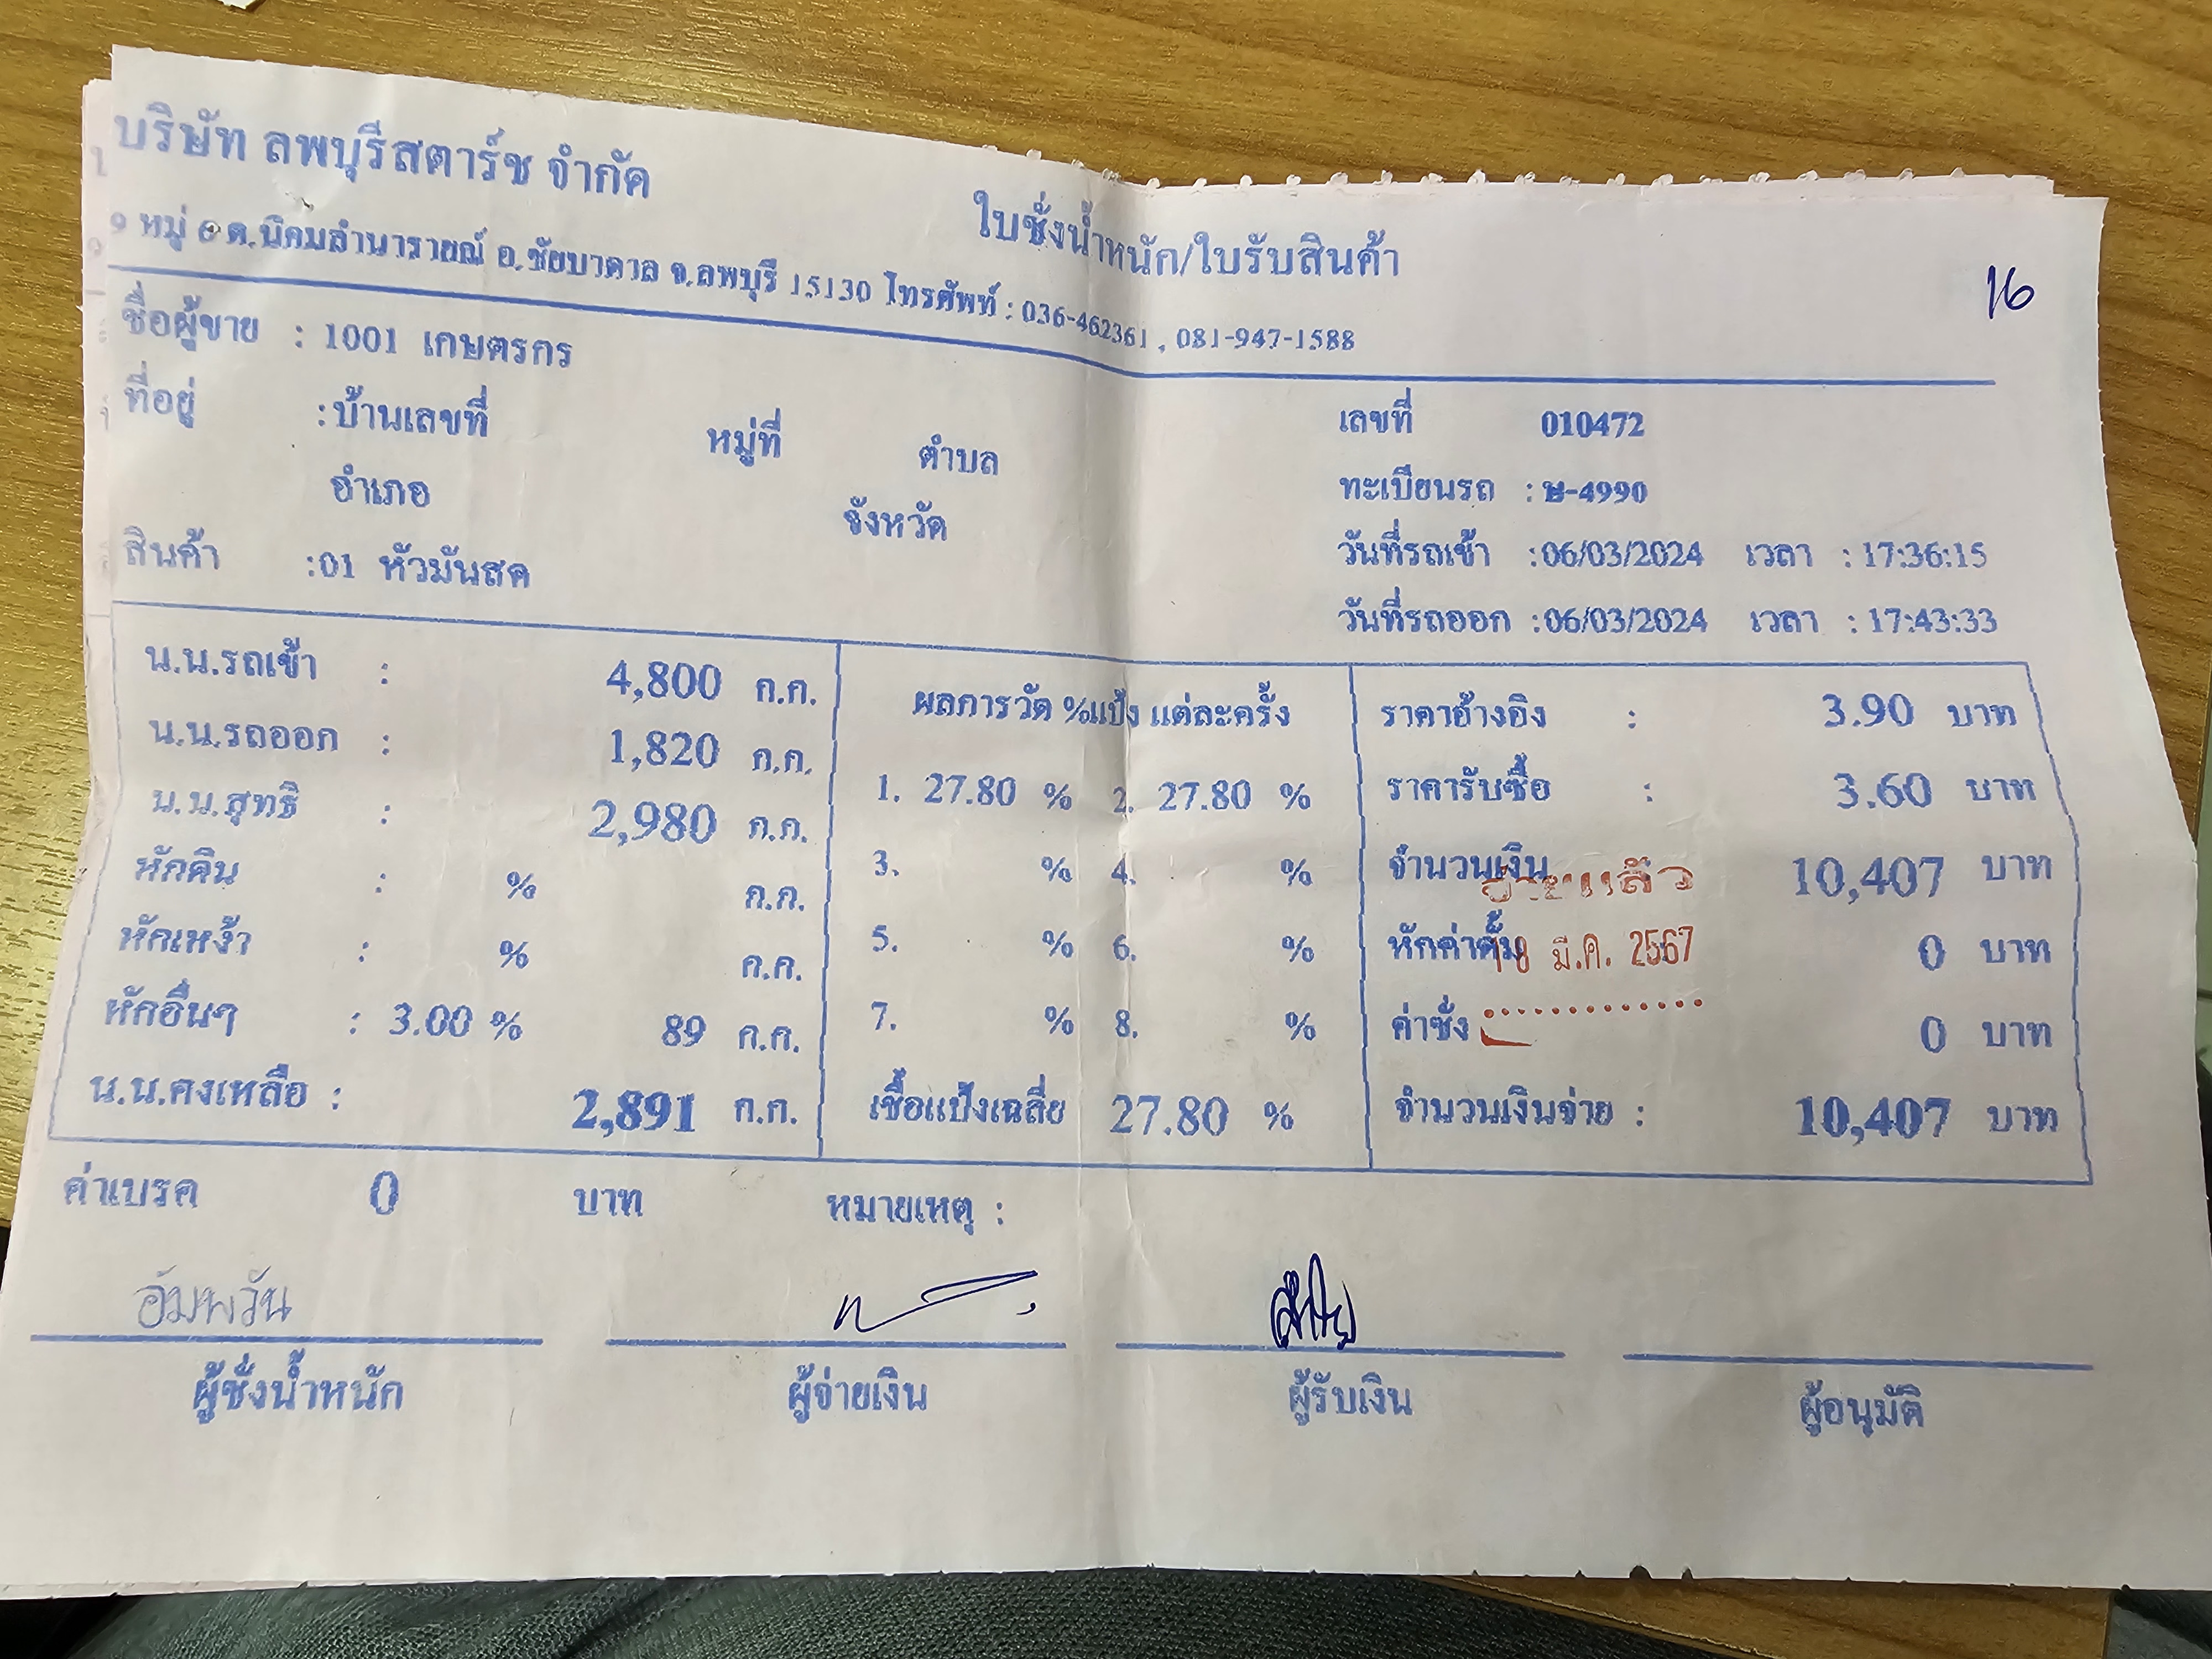 บริษัท ลพบุรีสตาร์ช จำกัด
ใบชั่งน้ำหนัก/ใบรับสินค้า
9 หมู่ 6 ต.นิคมลำนารายณ์ อ.ชัยบาดาล จ.ลพบุรี 15130 โทรศัพท์ : 036-462361 , 081-947-1588
16
ชื่อผู้ขาย : 1001 เกษตรกร
ที่อยู่ : บ้านเลขที่ หมู่ที่ ตำบล
อำเภอ จังหวัด
สินค้า :01 หัวมันสด
เลขที่ 010472
ทะเบียนรถ : ษ-4990
วันที่รถเข้า :06/03/2024 เวลา : 17:36:15
วันที่รถออก :06/03/2024 เวลา : 17:43:33
น.น.รถเข้า : 4,800 ก.ก.
น.น.รถออก : 1,820 ก.ก.
น.น.สุทธิ : 2,980 ก.ก.
หักดิน : % ก.ก.
หักเหง้า : % ก.ก.
หักอื่นๆ : 3.00 % 89 ก.ก.
น.น.คงเหลือ : 2,891 ก.ก.
ผลการวัด %แป้ง แต่ละครั้ง
1. 27.80 % 2. 27.80 %
3. % 4. %
5. % 6. %
7. % 8. %
เชื้อแป้งเฉลี่ย 27.80 %
ราคาอ้างอิง : 3.90 บาท
ราคารับซื้อ : 3.60 บาท
จำนวนเงิน 10,407 บาท
จ่ายแล้ว
หักค่าดั้ม 0 บาท
มี.ค. 2567
ค่าชั่ง 0 บาท
จำนวนเงินจ่าย : 10,407 บาท
ค่าเบรค 0 บาท หมายเหตุ :
อัมพวัน
ผู้ชั่งน้ำหนัก ผู้จ่ายเงิน ผู้รับเงิน ผู้อนุมัติ